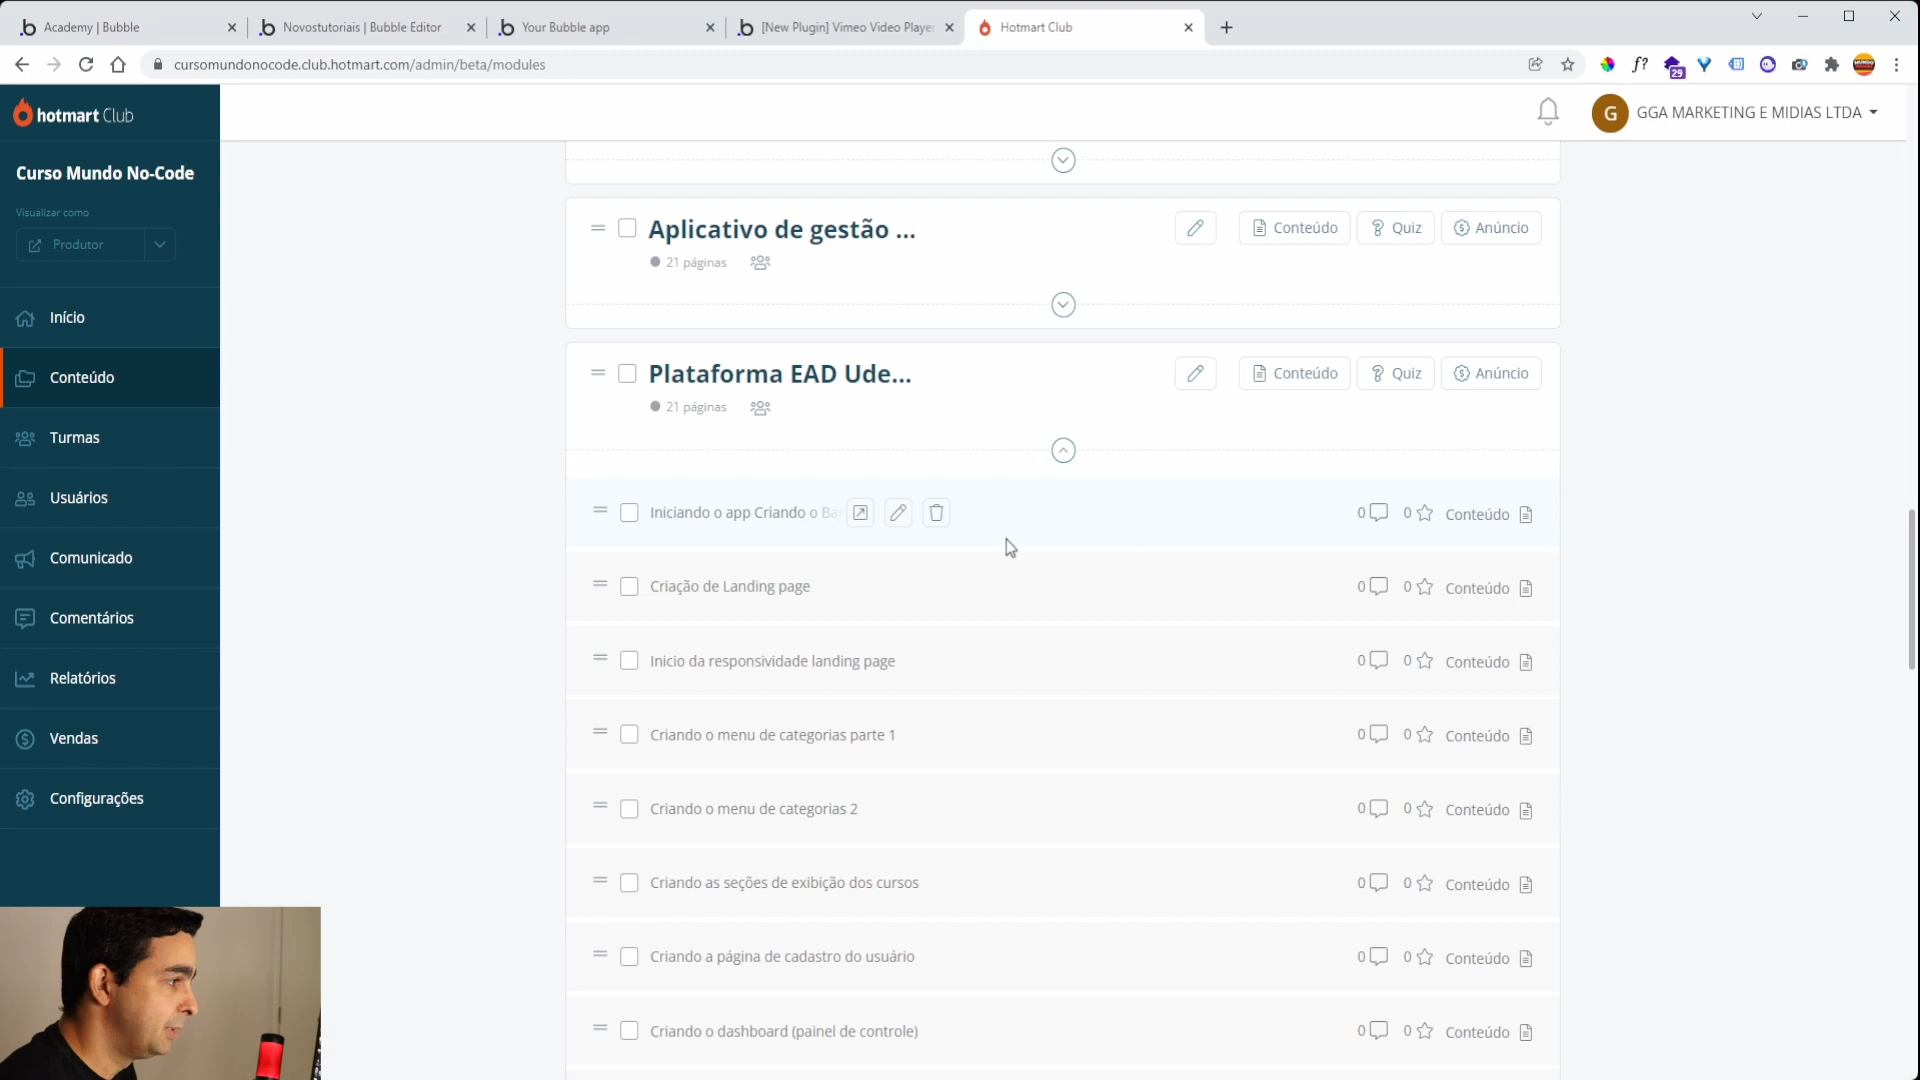 Academy | Bubble
Novostutoriais | Bubble Editor
Your Bubble app
[New Plugin] Vimeo Video Player
Hotmart Club
cursomundonocode.club.hotmart.com/admin/beta/modules
f?
29
hotmart Club
G
GGA MARKETING E MIDIAS LTDA
Curso Mundo No-Code
Visualizar como
Produtor
Início
Conteúdo
Turmas
Usuários
Comunicado
Comentários
Relatórios
Vendas
Configurações
Aplicativo de gestão ...
Conteúdo
Quiz
Anúncio
21 páginas
Plataforma EAD Ude...
Conteúdo
Quiz
Anúncio
21 páginas
Iniciando o app Criando o Ba
0 0 Conteúdo
Criação de Landing page
0 0 Conteúdo
Inicio da responsividade landing page
0 0 Conteúdo
Criando o menu de categorias parte 1
0 0 Conteúdo
Criando o menu de categorias 2
0 0 Conteúdo
Criando as seções de exibição dos cursos
0 0 Conteúdo
Criando a página de cadastro do usuário
0 0 Conteúdo
Criando o dashboard (painel de controle)
0 0 Conteúdo